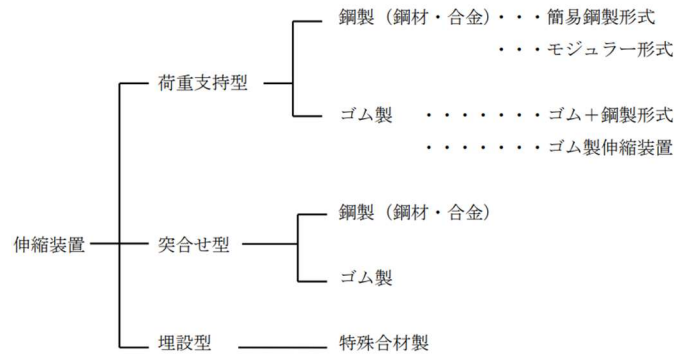 鋼製（鋼材・合金）・・・簡易鋼製形式
・・・モジュラー形式
荷重支持型
ゴム製 ・・・・・・・ゴム＋鋼製形式
・・・・・・・ゴム製伸縮装置
鋼製（鋼材・合金）
伸縮装置 突合せ型
ゴム製
埋設型 特殊合材製